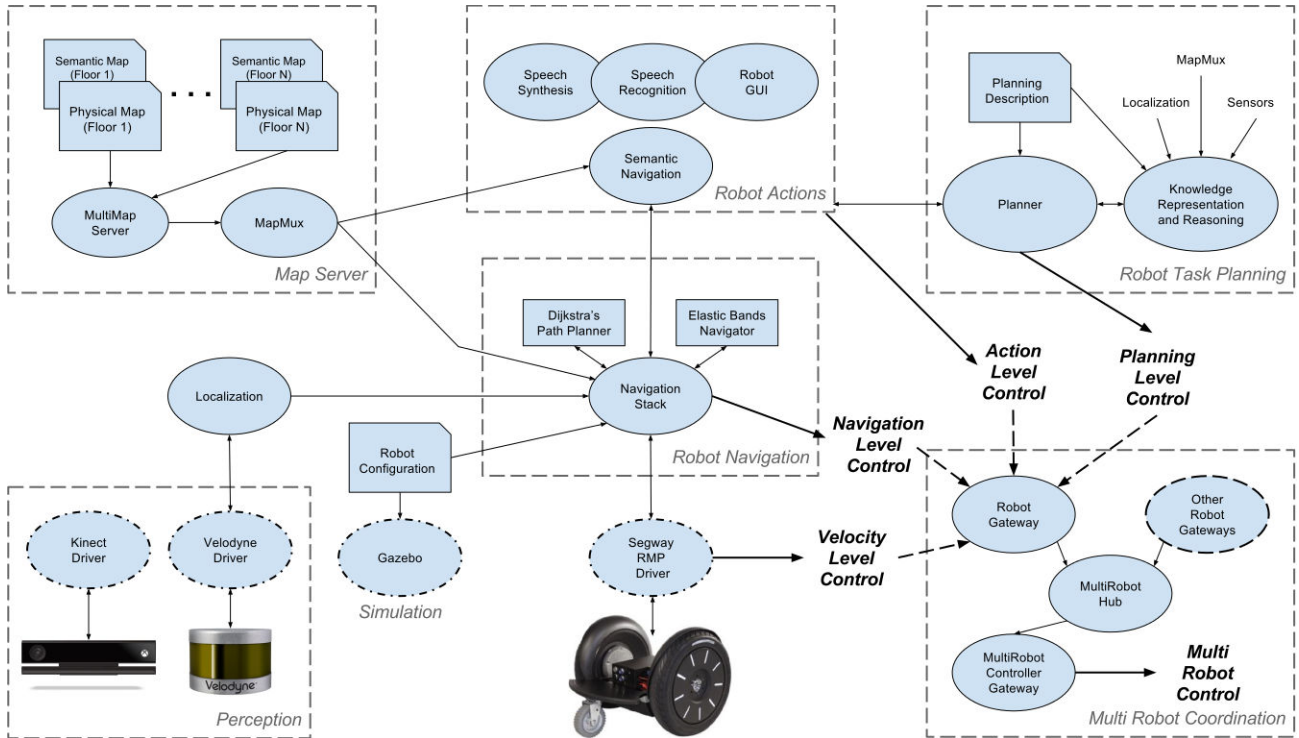 Semantic Map
(Floor 1)
Physical Map
(Floor 1)
. . .
Semantic Map
(Floor N)
Physical Map
(Floor N)
MultiMap
Server
MapMux
Map Server
Speech
Synthesis
Speech
Recognition
Robot
GUI
Semantic
Navigation
Robot Actions
Planning
Description
MapMux
Localization
Sensors
Planner
Knowledge
Representation
and Reasoning
Robot Task Planning
Dijkstra's
Path Planner
Elastic Bands
Navigator
Navigation
Stack
Robot Navigation
Localization
Robot
Configuration
Gazebo
Simulation
Kinect
Driver
Velodyne
Driver
Velodyne
Perception
Segway
RMP
Driver
Action
Level
Control
Planning
Level
Control
Navigation
Level
Control
Velocity
Level
Control
Robot
Gateway
Other
Robot
Gateways
MultiRobot
Hub
MultiRobot
Controller
Gateway
Multi
Robot
Control
Multi Robot Coordination